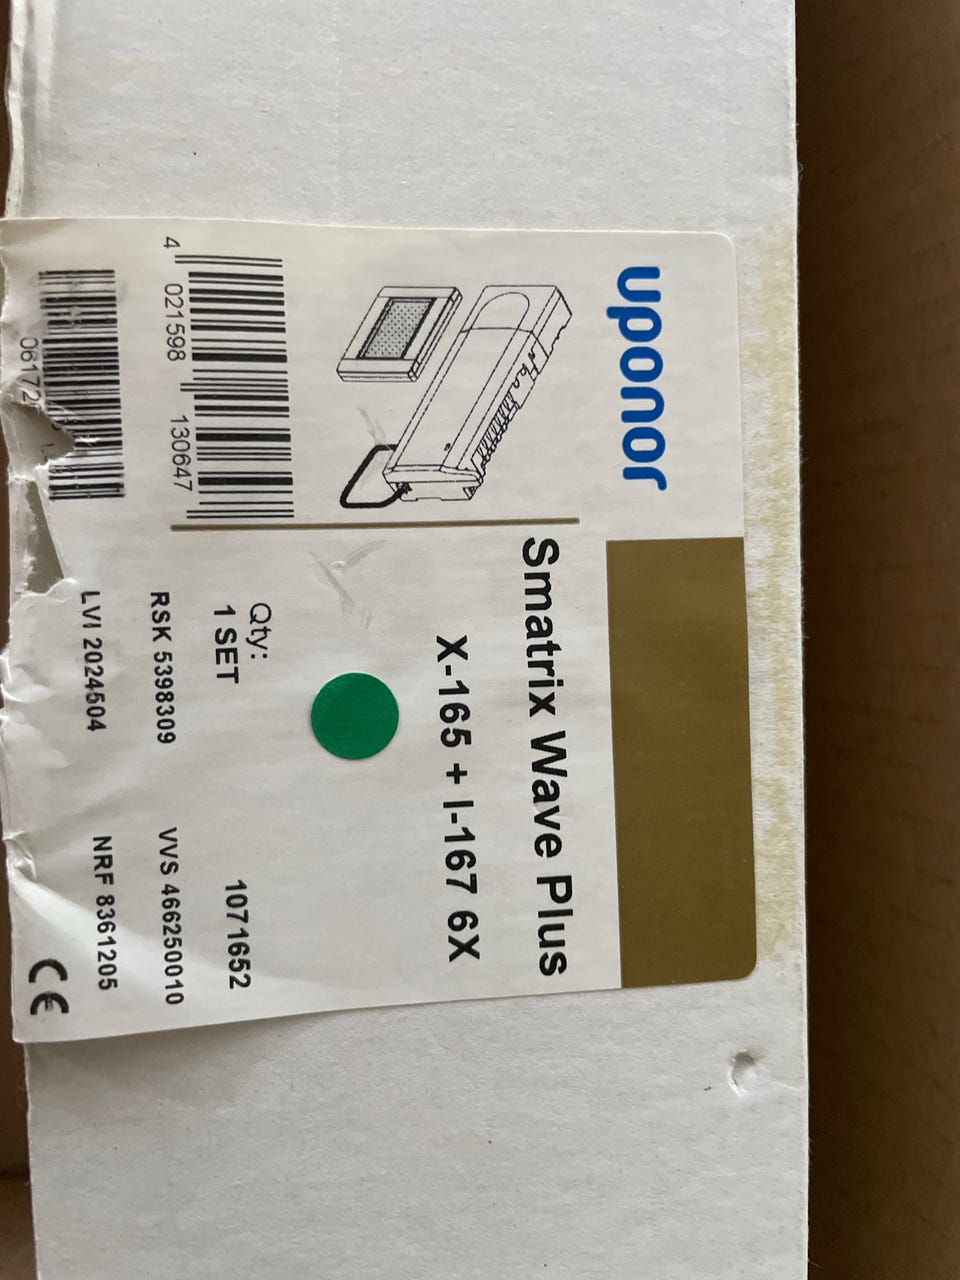 uponor
Smatrix Wave Plus
X-165 + I-167 6X
4 021598 130647
Qty:
1 SET
1071652
RSK 5398309
VVS 466250010
LVI 2024504
NRF 8361205
CE